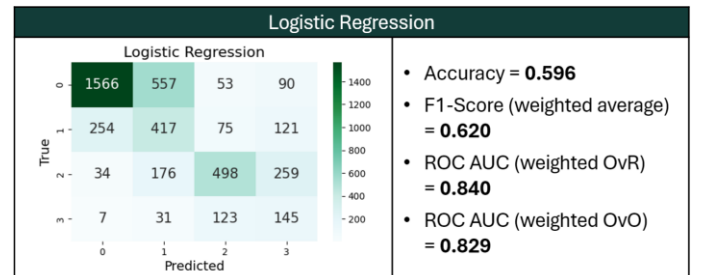 Logistic Regression
Logistic Regression
0 1566 557 53 90
1 254 417 75 121
2 34 176 498 259
3 7 31 123 145
0 1 2 3
True
Predicted
1400
1200
1000
800
600
400
200
• Accuracy = 0.596
• F1-Score (weighted average)
= 0.620
• ROC AUC (weighted OvR)
= 0.840
• ROC AUC (weighted OvO)
= 0.829